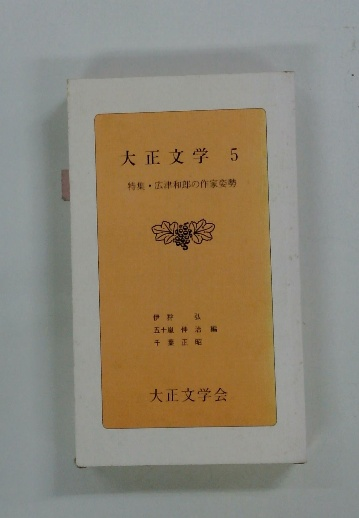 大正文学 5
特集・広津和郎の作家姿勢
伊狩 弘
五十嵐 伸治 編
千葉 正昭
大正文学会